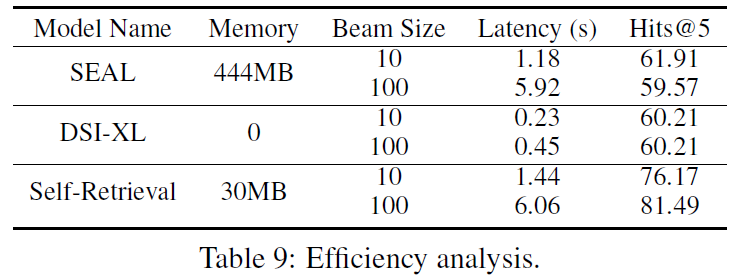 Model Name Memory Beam Size Latency (s) Hits@5
SEAL 444MB 10 1.18 61.91
100 5.92 59.57
DSI-XL 0 10 0.23 60.21
100 0.45 60.21
Self-Retrieval 30MB 10 1.44 76.17
100 6.06 81.49
Table 9: Efficiency analysis.